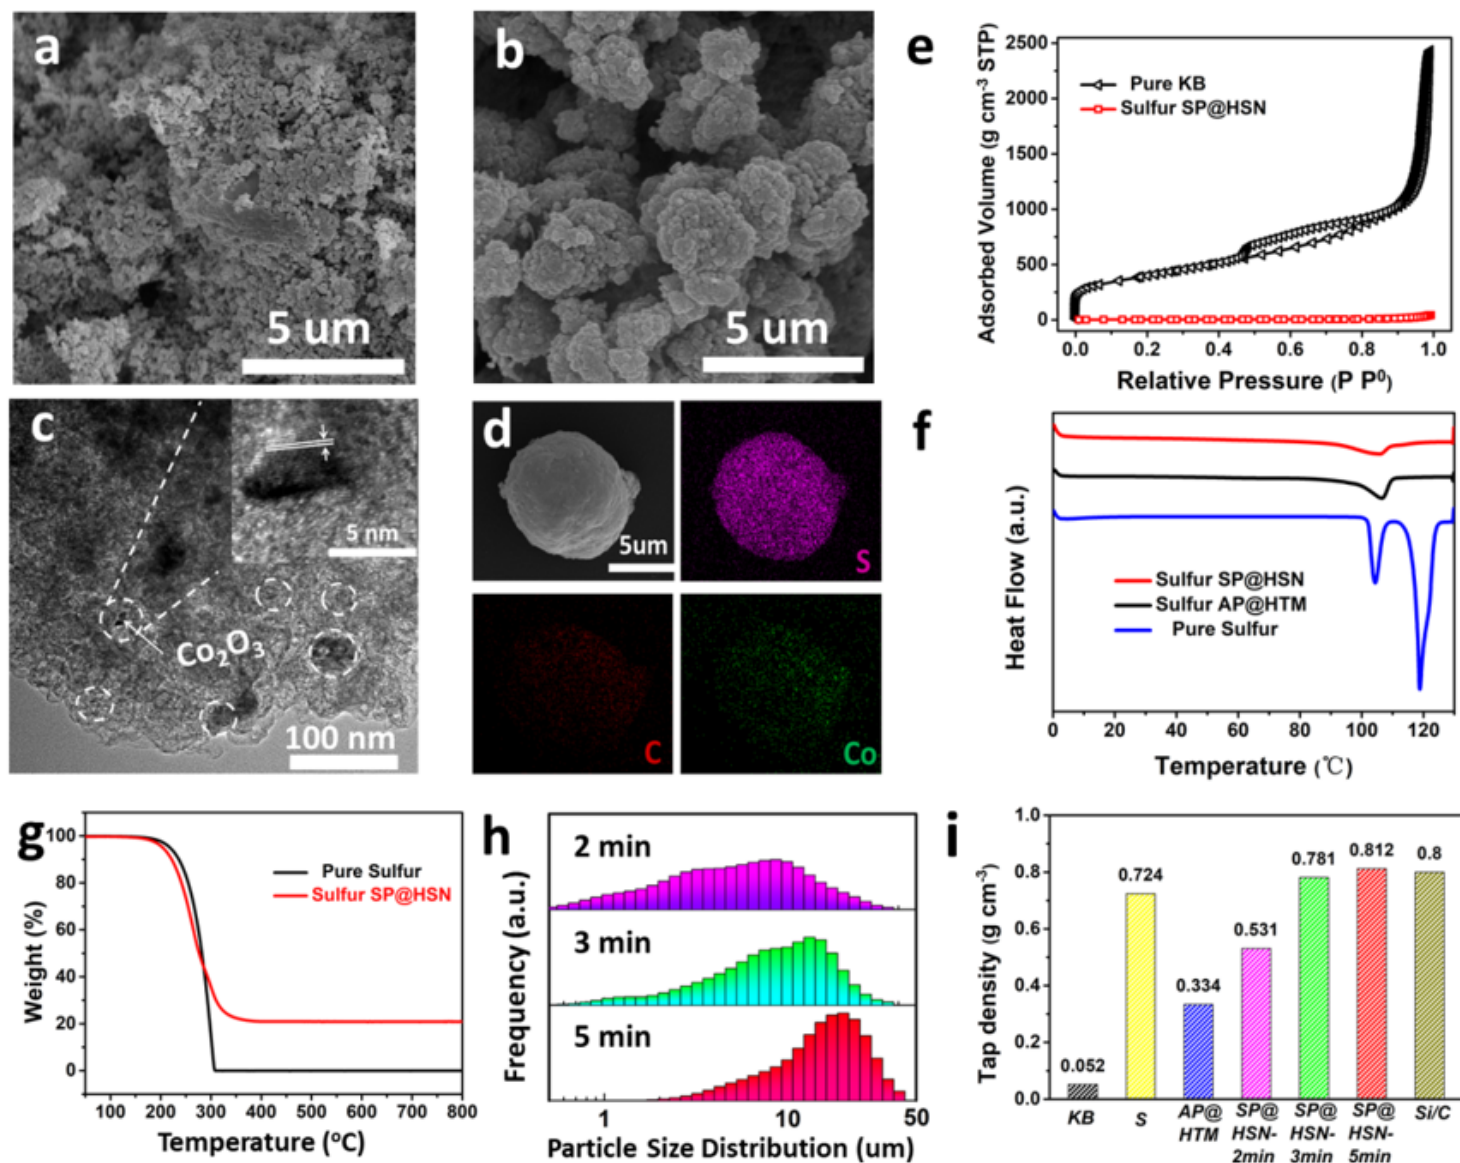 a
5 um
b
5 um
e
Adsorbed Volume (g cm⁻³ STP)
2500
2000
1500
1000
500
0
Pure KB
Sulfur SP@HSN
0.0 0.2 0.4 0.6 0.8 1.0
Relative Pressure (P P⁰)
c
5 nm
Co₂O₃
100 nm
d
5um
S
C
Co
f
Heat Flow (a.u.)
Sulfur SP@HSN
Sulfur AP@HTM
Pure Sulfur
0 20 40 60 80 100 120
Temperature (℃)
g
Weight (%)
100
80
60
40
20
0
Pure Sulfur
Sulfur SP@HSN
100 200 300 400 500 600 700 800
Temperature (°C)
h
Frequency (a.u.)
2 min
3 min
5 min
1 10 50
Particle Size Distribution (um)
i
Tap density (g cm⁻³)
1.0
0.8
0.6
0.4
0.2
0.0
0.052
0.724
0.334
0.531
0.781
0.812
0.8
KB
S
AP@
HTM
SP@
HSN-
2min
SP@
HSN-
3min
SP@
HSN-
5min
Si/C